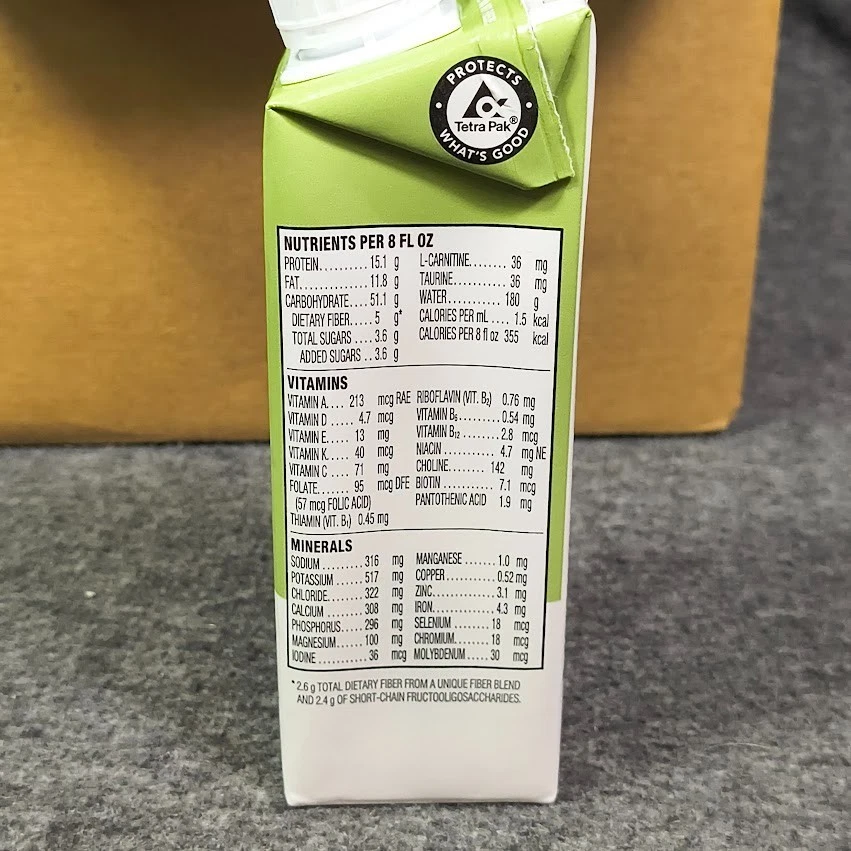 PROTECTS
Tetra Pak®
WHAT'S GOOD
NUTRIENTS PER 8 FL OZ
PROTEIN.......... 15.1 g
FAT.............. 11.8 g
CARBOHYDRATE.... 51.1 g
DIETARY FIBER..... 5 g*
TOTAL SUGARS .... 3.6 g
ADDED SUGARS .. 3.6 g
L-CARNITINE........ 36 mg
TAURINE........... 36 mg
WATER........... 180 g
CALORIES PER mL .... 1.5 kcal
CALORIES PER 8 fl oz 355 kcal
VITAMINS
VITAMIN A.... 213 mcg RAE
VITAMIN D ..... 4.7 mcg
VITAMIN E..... 13 mg
VITAMIN K..... 40 mcg
VITAMIN C ..... 71 mg
FOLATE....... 95 mcg DFE
(57 mcg FOLIC ACID)
THIAMIN (VIT. B₁) 0.45 mg
RIBOFLAVIN (VIT. B₂) 0.76 mg
VITAMIN B₆.........0.54 mg
VITAMIN B₁₂........2.8 mcg
NIACIN ............ 4.7 mg NE
CHOLINE........ 142 mg
BIOTIN ........... 7.1 mcg
PANTOTHENIC ACID 1.9 mg
MINERALS
SODIUM ......... 316 mg
POTASSIUM ...... 517 mg
CHLORIDE....... 322 mg
CALCIUM ........ 308 mg
PHOSPHORUS.... 296 mg
MAGNESIUM..... 100 mg
IODINE .......... 36 mcg
MANGANESE ....... 1.0 mg
COPPER ........... 0.52 mg
ZINC.............. 3.1 mg
IRON.............. 4.3 mg
SELENIUM ........ 18 mcg
CHROMIUM........ 18 mcg
MOLYBDENUM ..... 30 mcg
*2.6 g TOTAL DIETARY FIBER FROM A UNIQUE FIBER BLEND
AND 2.4 g OF SHORT-CHAIN FRUCTOOLIGOSACCHARIDES.